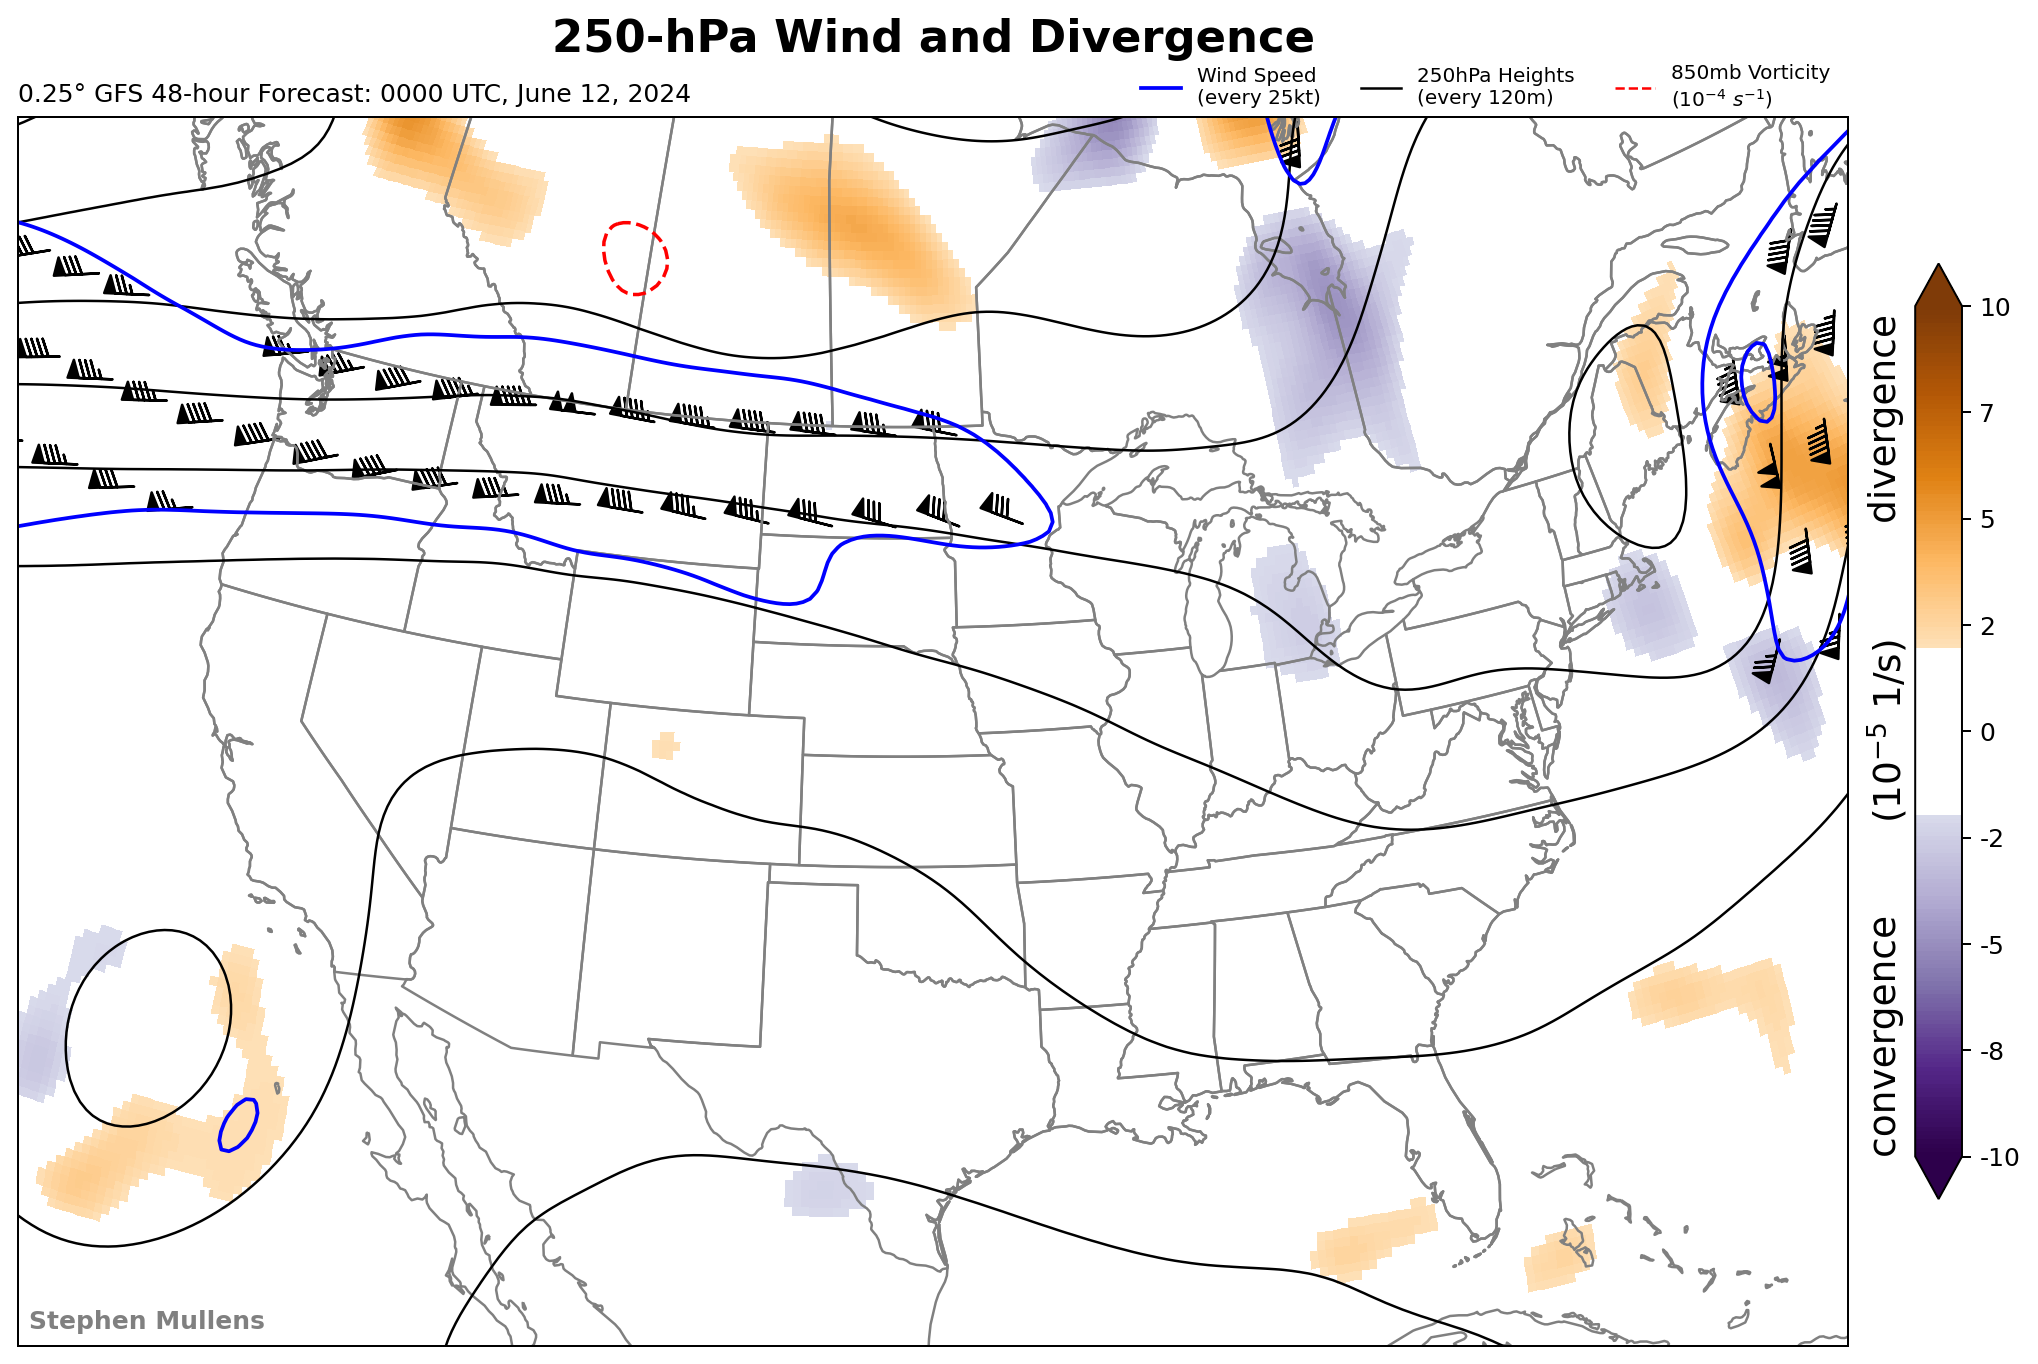 250-hPa Wind and Divergence
0.25° GFS 48-hour Forecast: 0000 UTC, June 12, 2024
Wind Speed
(every 25kt)
250hPa Heights
(every 120m)
850mb Vorticity
(10⁻⁴ s⁻¹)
10
7
5
2
0
-2
-5
-8
-10
convergence (10⁻⁵ 1/s) divergence
Stephen Mullens